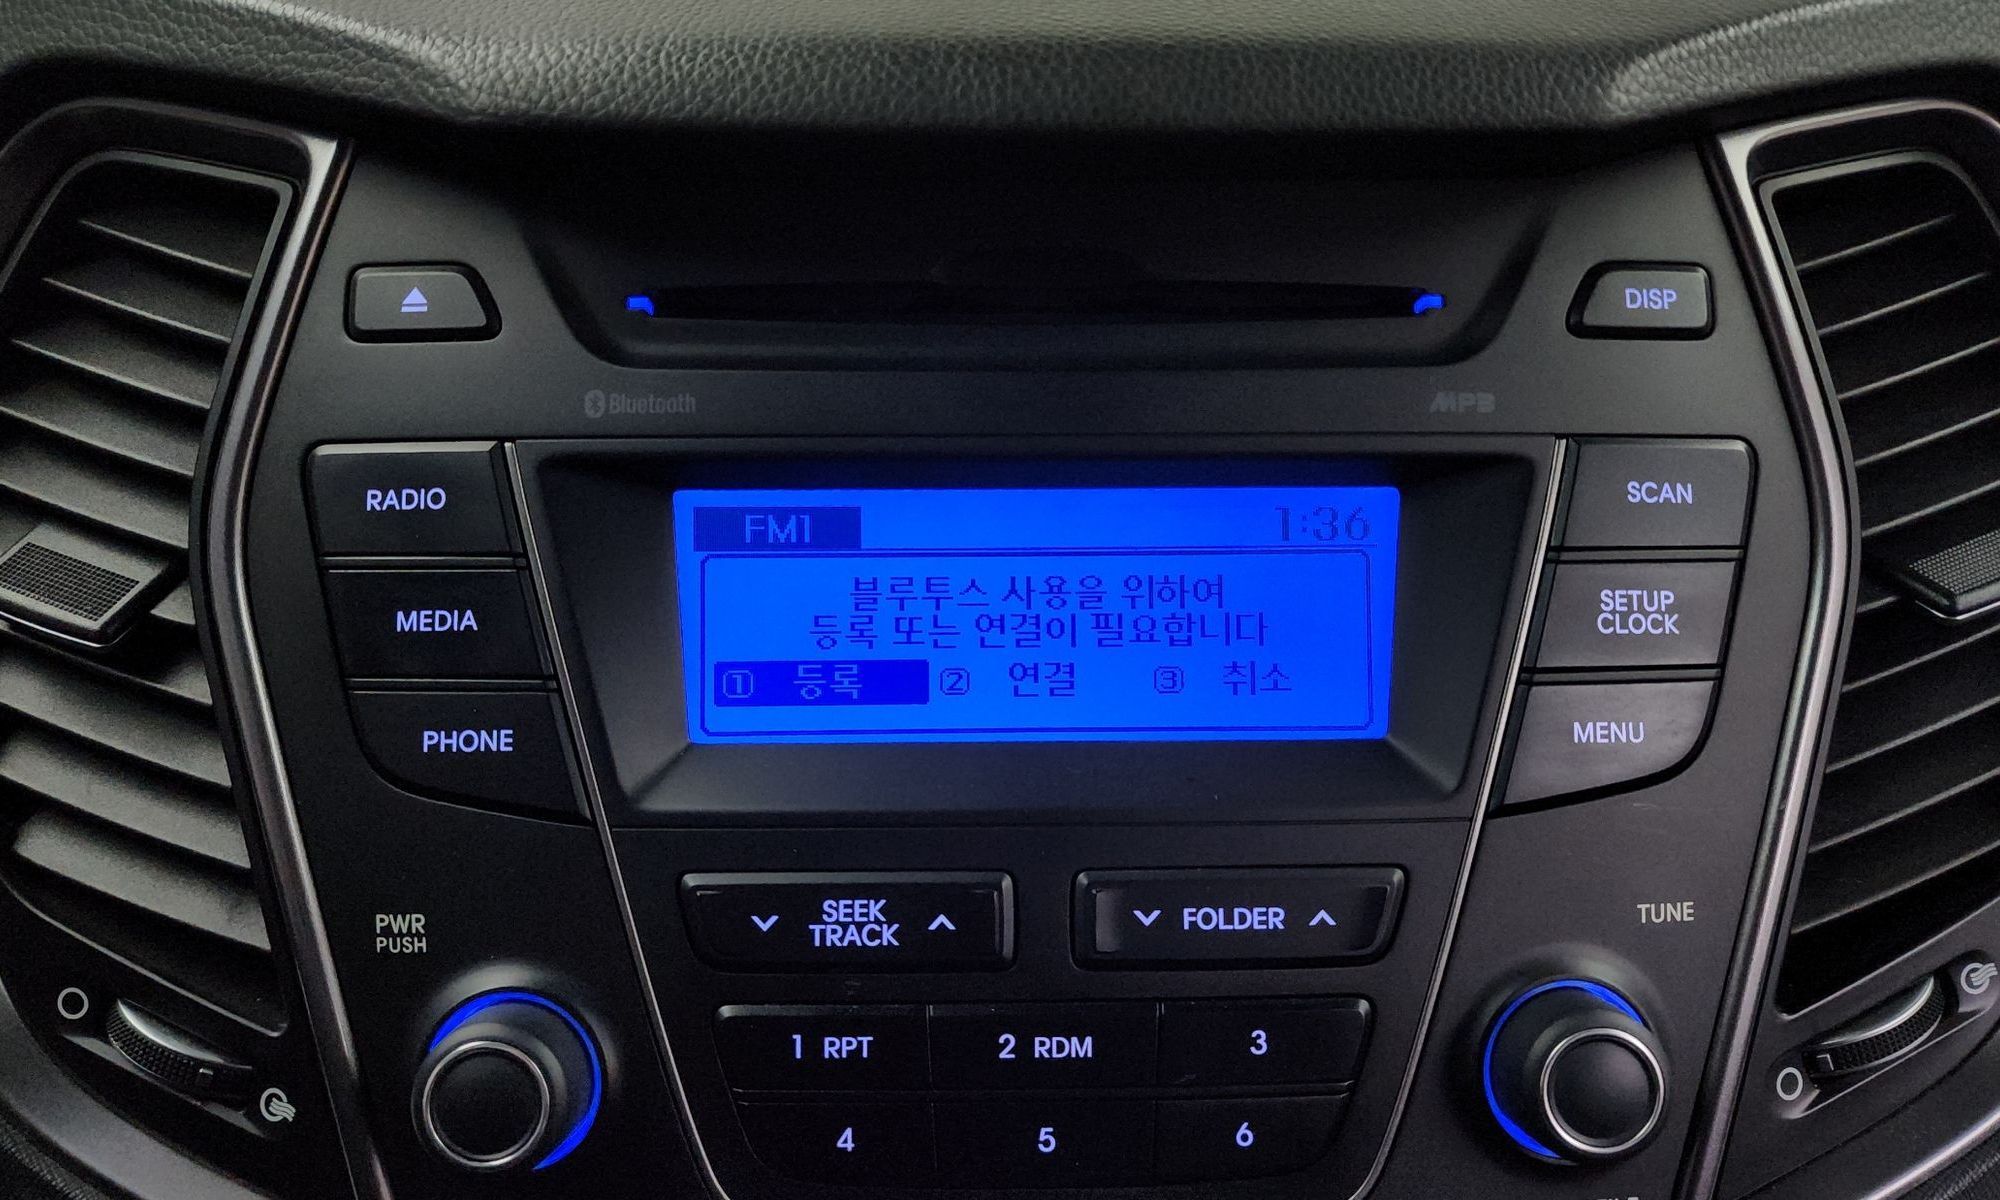 DISP
Bluetooth
MP3
RADIO
MEDIA
PHONE
FM1 1:36
블루투스 사용을 위하여
등록 또는 연결이 필요합니다
① 등록 ② 연결 ③ 취소
SCAN
SETUP
CLOCK
MENU
PWR
PUSH
SEEK
TRACK
FOLDER
TUNE
1 RPT 2 RDM 3
4 5 6